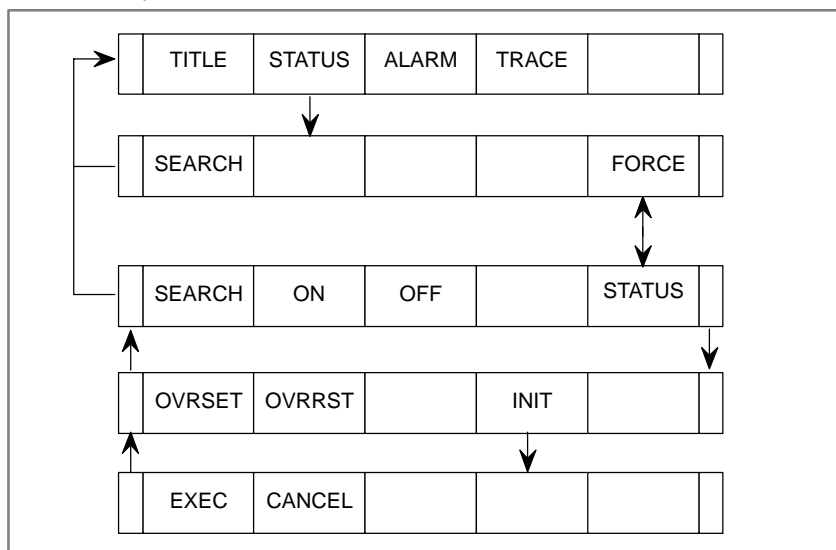 TITLE STATUS ALARM TRACE
SEARCH FORCE
SEARCH ON OFF STATUS
OVRSET OVRRST INIT
EXEC CANCEL